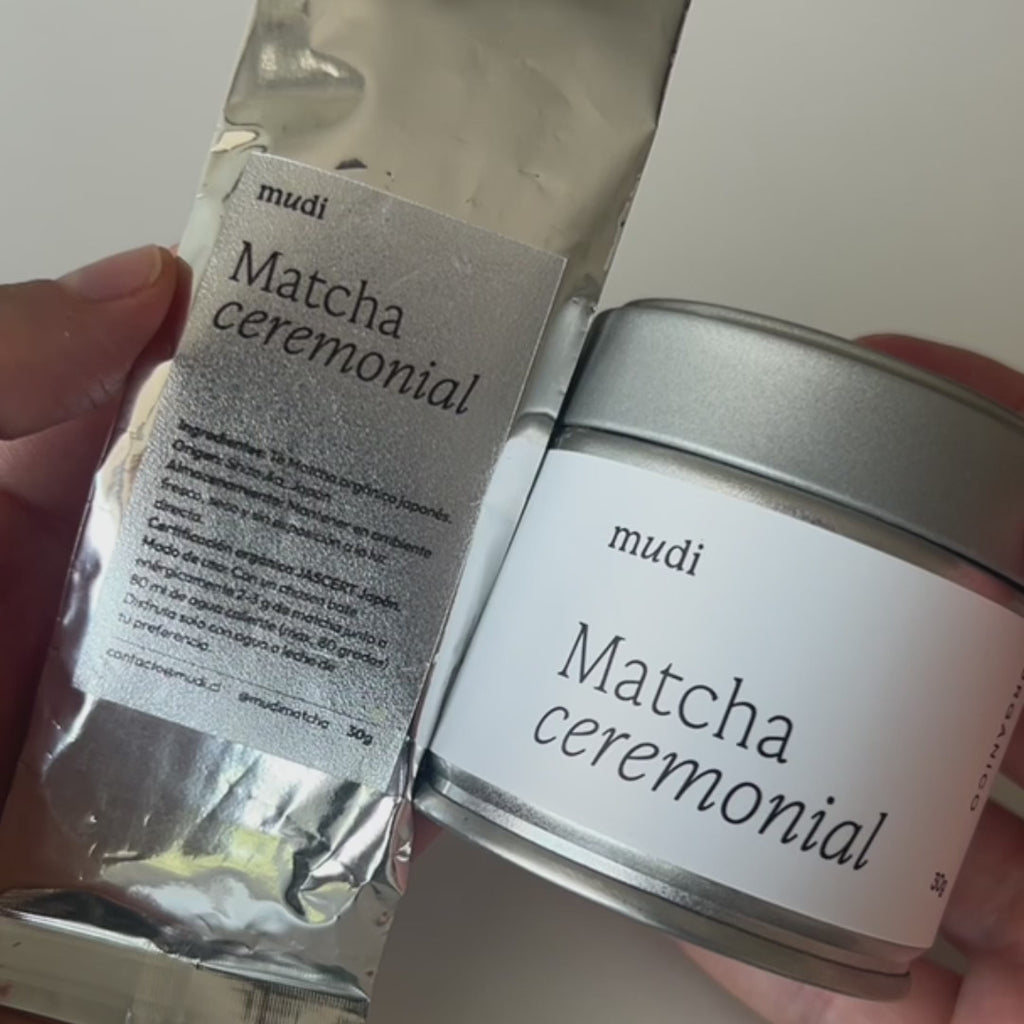 mudi
Matcha
ceremonial
Ingredientes: Té Matcha orgánico japonés.
Origen: Shizuoka, Japón
Almacenamiento: Mantener en ambiente
fresco, seco y sin exposición a la luz
directa.
Certificación orgánica: JASCERT Japón.
Modo de uso: Con un chasen bate
enérgicamente 2-3 g de matcha junto a
80 ml de agua caliente (máx. 80 grados)
Disfruta solo con agua o leche de
tu preferencia.
contacto@mudi.cl @mudimatcha 30g
mudi
Matcha
ceremonial
ORGANICO
30g